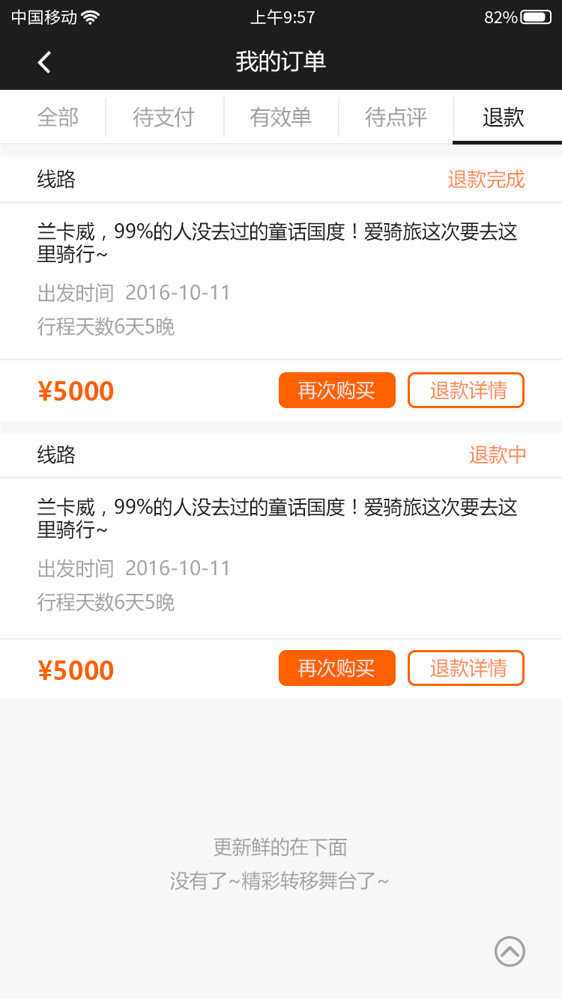 中国移动 上午9:57 82%
我的订单
全部 待支付 有效单 待点评 退款
线路 退款完成
兰卡威，99%的人没去过的童话国度！爱骑旅这次要去这
里骑行~
出发时间 2016-10-11
行程天数6天5晚
¥5000 再次购买 退款详情
线路 退款中
兰卡威，99%的人没去过的童话国度！爱骑旅这次要去这
里骑行~
出发时间 2016-10-11
行程天数6天5晚
¥5000 再次购买 退款详情
更新鲜的在下面
没有了~精彩转移舞台了~